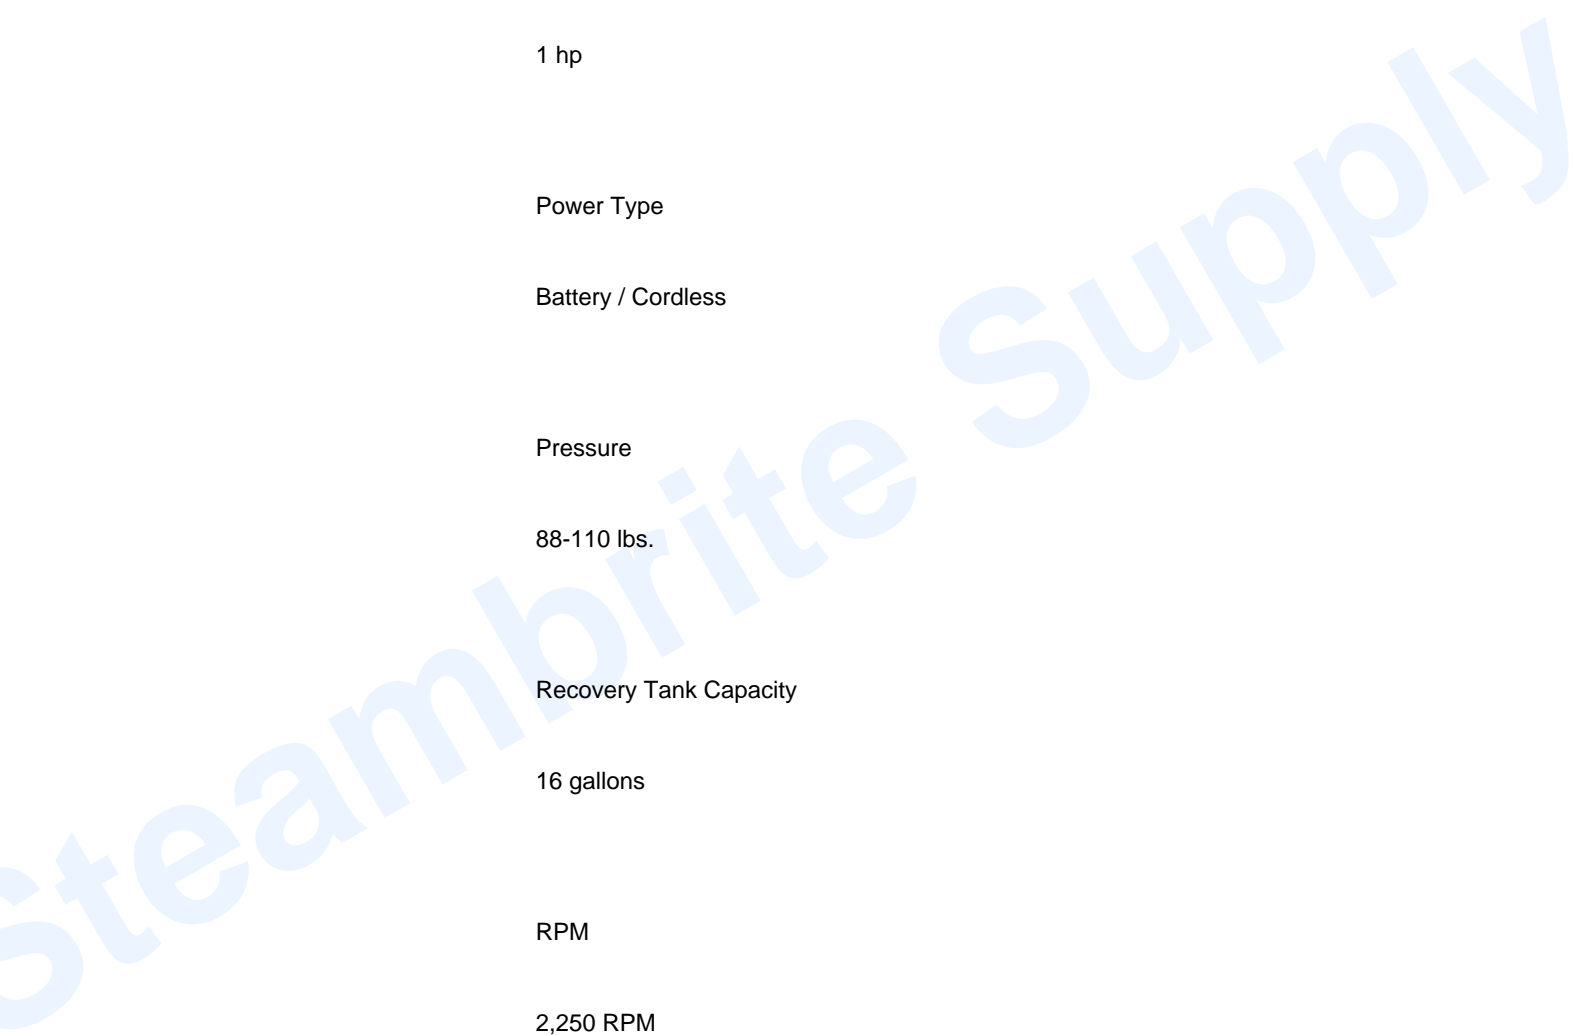 1 hp
Power Type
Battery / Cordless
Pressure
88-110 lbs.
Recovery Tank Capacity
16 gallons
RPM
2,250 RPM
Steambrite Supply